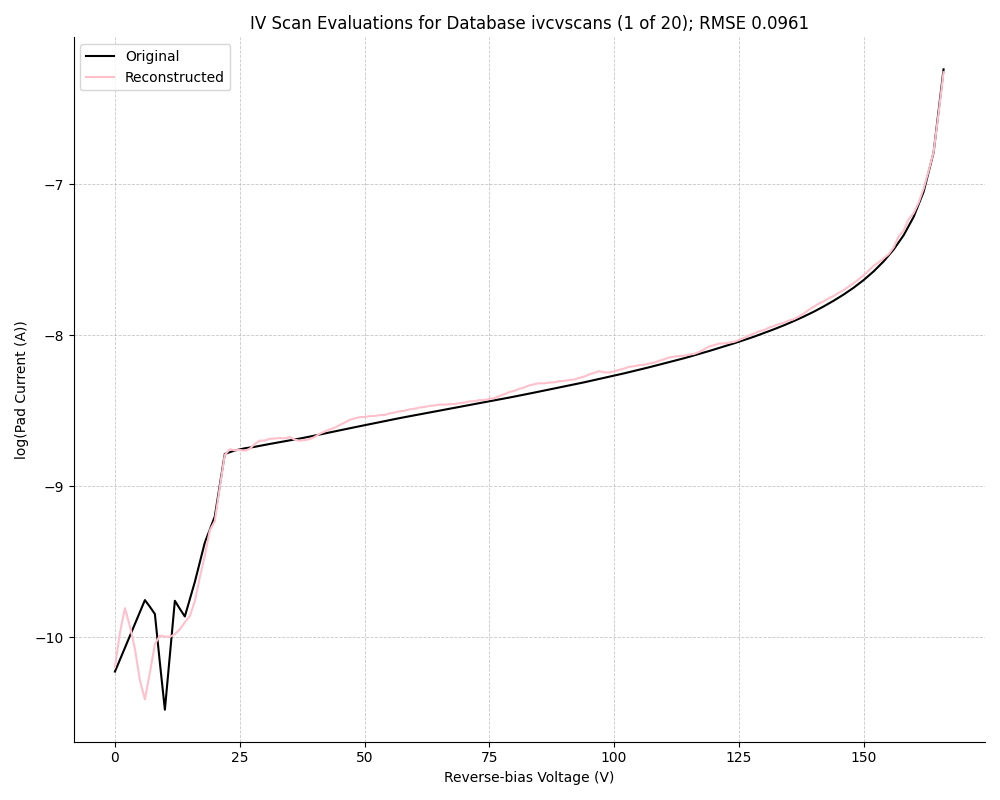 IV Scan Evaluations for Database ivcvscans (1 of 20); RMSE 0.0961
Original
Reconstructed
log(Pad Current (A))
−7
−8
−9
−10
0 25 50 75 100 125 150
Reverse-bias Voltage (V)